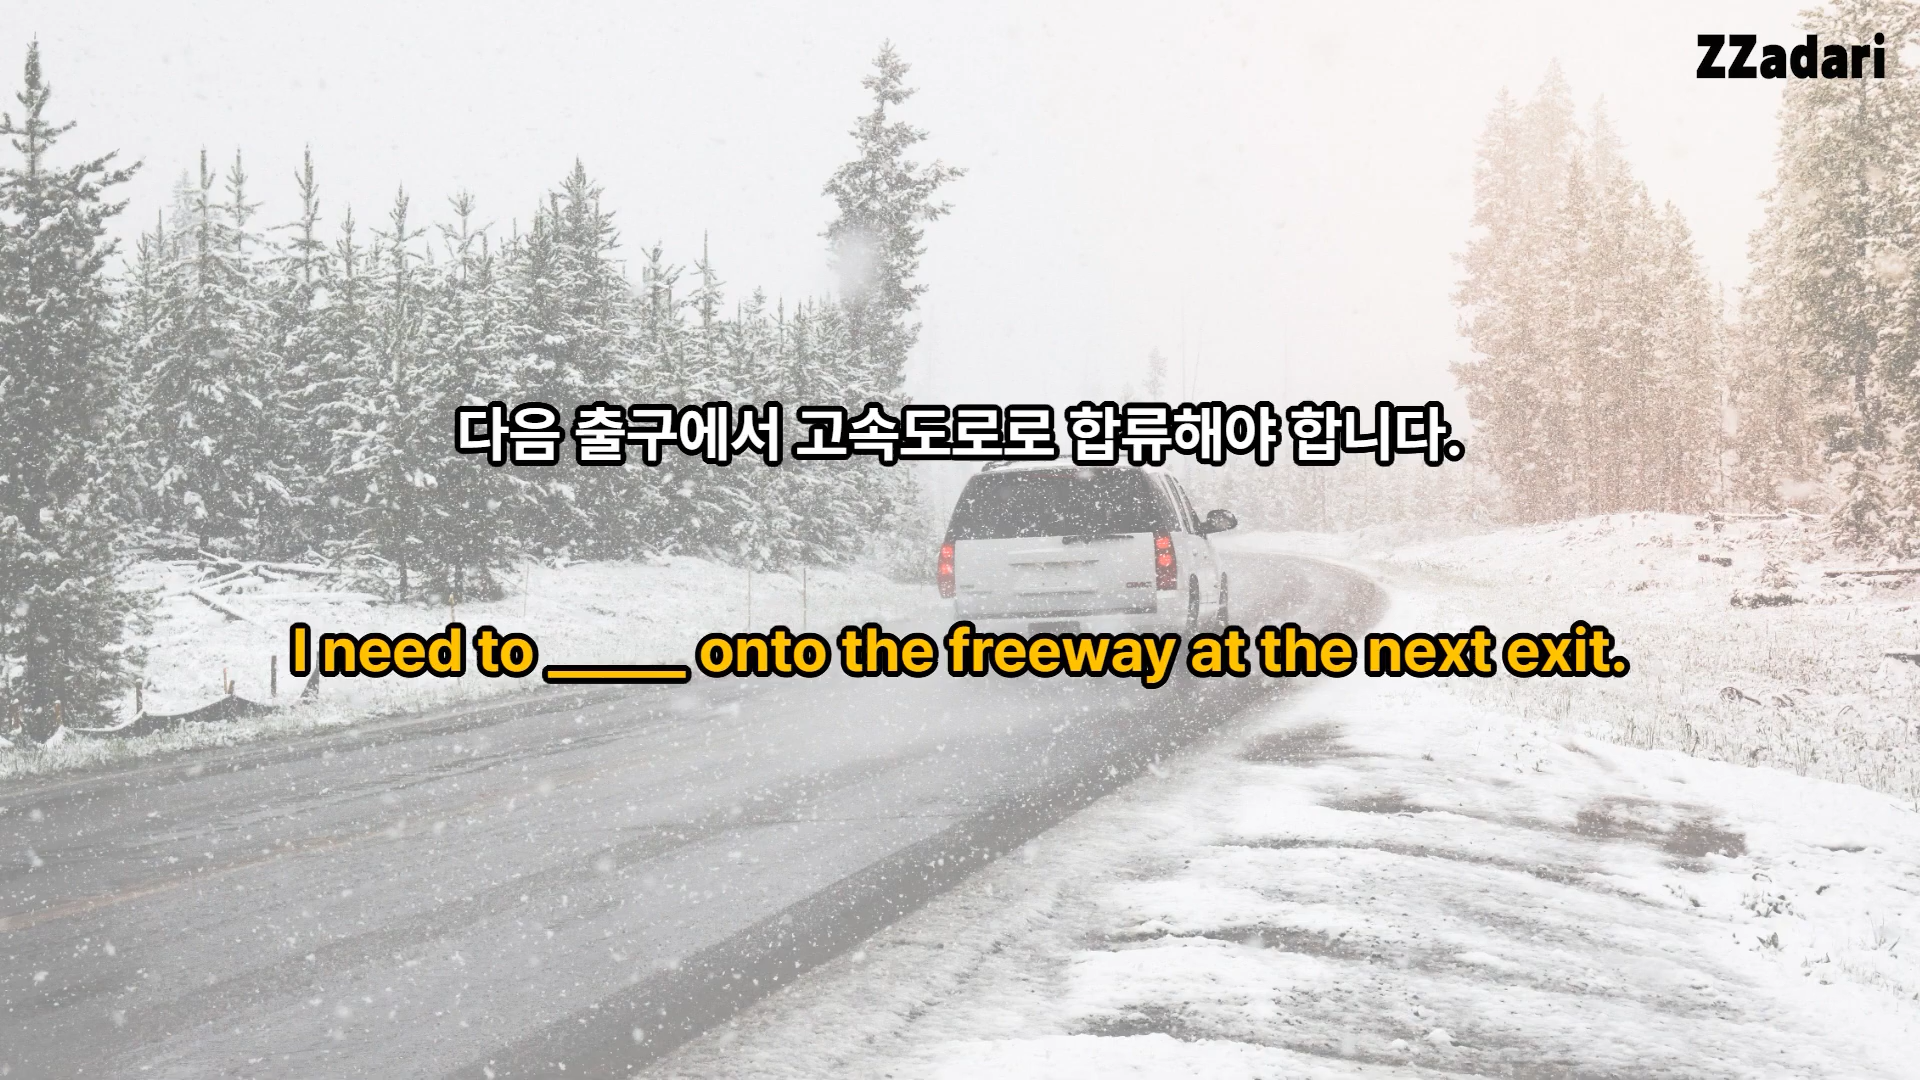 ZZadari
다음 출구에서 고속도로로 합류해야 합니다.
I need to _____ onto the freeway at the next exit.